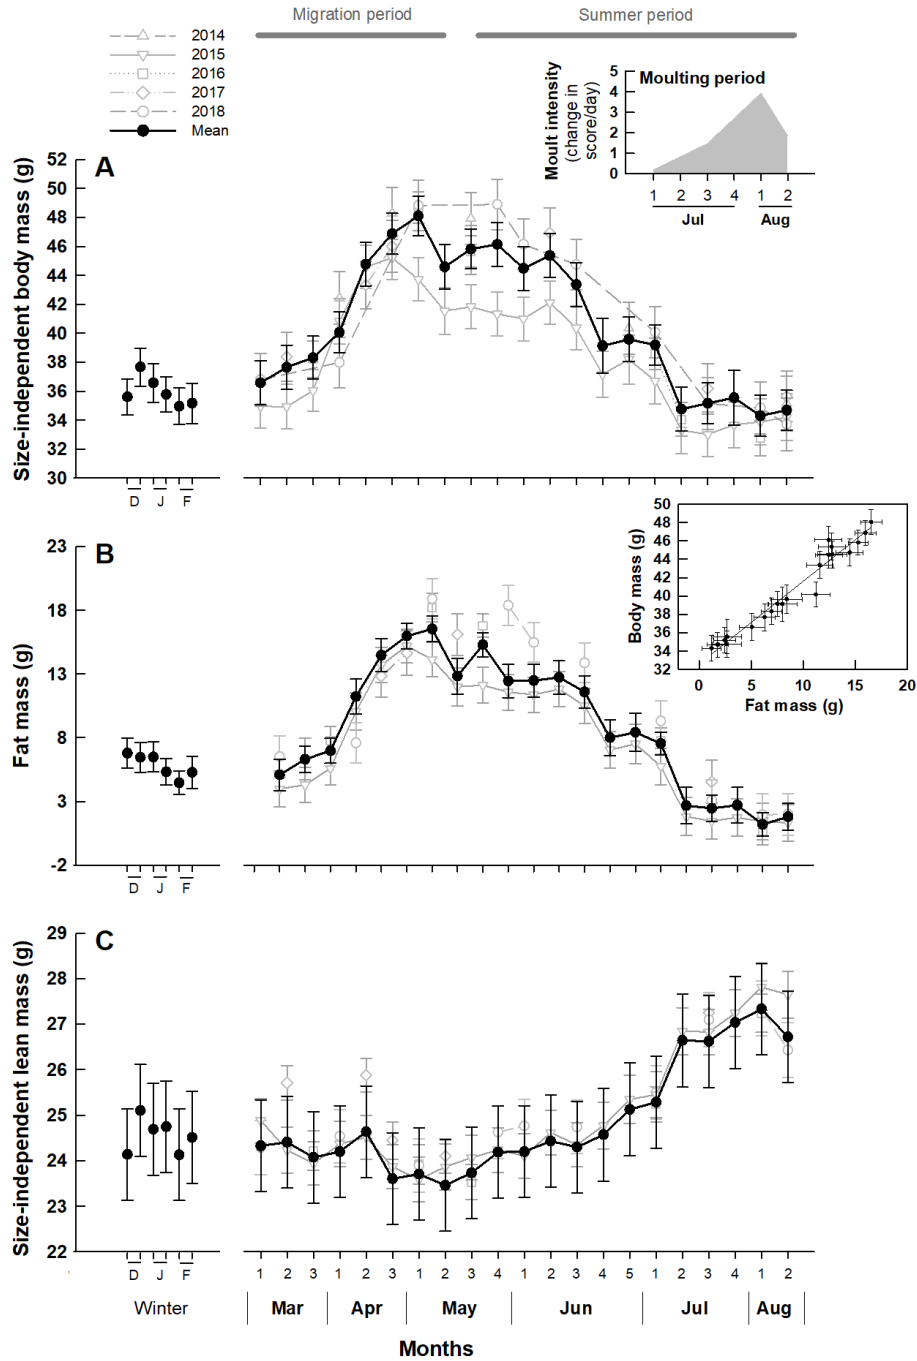 Migration period
Summer period
2014
2015
2016
2017
2018
Mean
Moulting period
Moult intensity
(change in
score/day)
5
4
3
2
1
0
1 2 3 4 1 2
Jul Aug
A
Size-independent body mass (g)
52
50
48
46
44
42
40
38
36
34
32
30
D J F
B
Fat mass (g)
23
18
13
8
3
-2
D J F
Body mass (g)
50
48
46
44
42
40
38
36
34
32
0 5 10 15 20
Fat mass (g)
C
Size-independent lean mass (g)
29
28
27
26
25
24
23
22
D J F
1 2 3 1 2 3 1 2 3 4 1 2 3 4 5 1 2 3 4 1 2
Winter
Mar Apr May Jun Jul Aug
Months